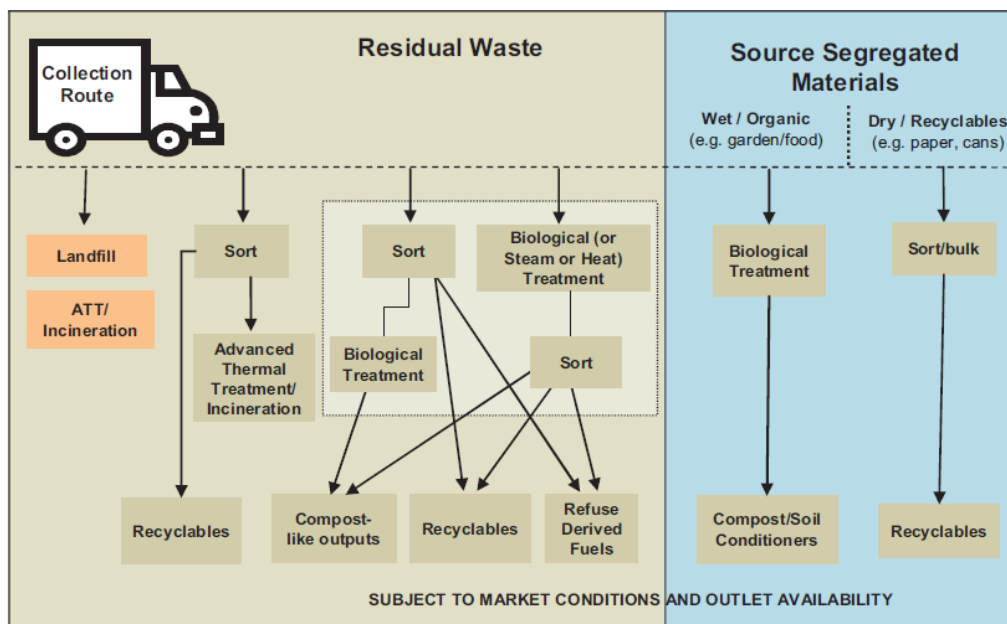 Collection
Route
Residual Waste
Source Segregated
Materials
Wet / Organic
(e.g. garden/food)
Dry / Recyclables
(e.g. paper, cans)
Landfill
ATT/
Incineration
Sort
Advanced
Thermal
Treatment/
Incineration
Sort
Biological
Treatment
Biological (or
Steam or Heat)
Treatment
Sort
Biological
Treatment
Sort/bulk
Recyclables
Compost-
like outputs
Recyclables
Refuse
Derived
Fuels
Compost/Soil
Conditioners
Recyclables
SUBJECT TO MARKET CONDITIONS AND OUTLET AVAILABILITY